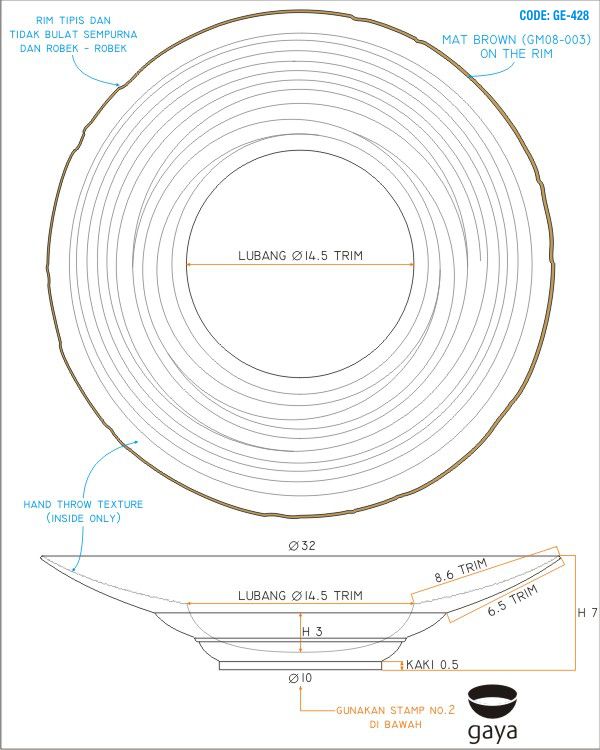 CODE: GE-428
RIM TIPIS DAN
TIDAK BULAT SEMPURNA
DAN ROBEK - ROBEK
MAT BROWN (GM08-003)
ON THE RIM
LUBANG Ø14.5 TRIM
HAND THROW TEXTURE
(INSIDE ONLY)
Ø32
8.6 TRIM
LUBANG Ø14.5 TRIM
6.5 TRIM
H 7
H 3
KAKI 0.5
Ø10
GUNAKAN STAMP NO.2
DI BAWAH
gaya